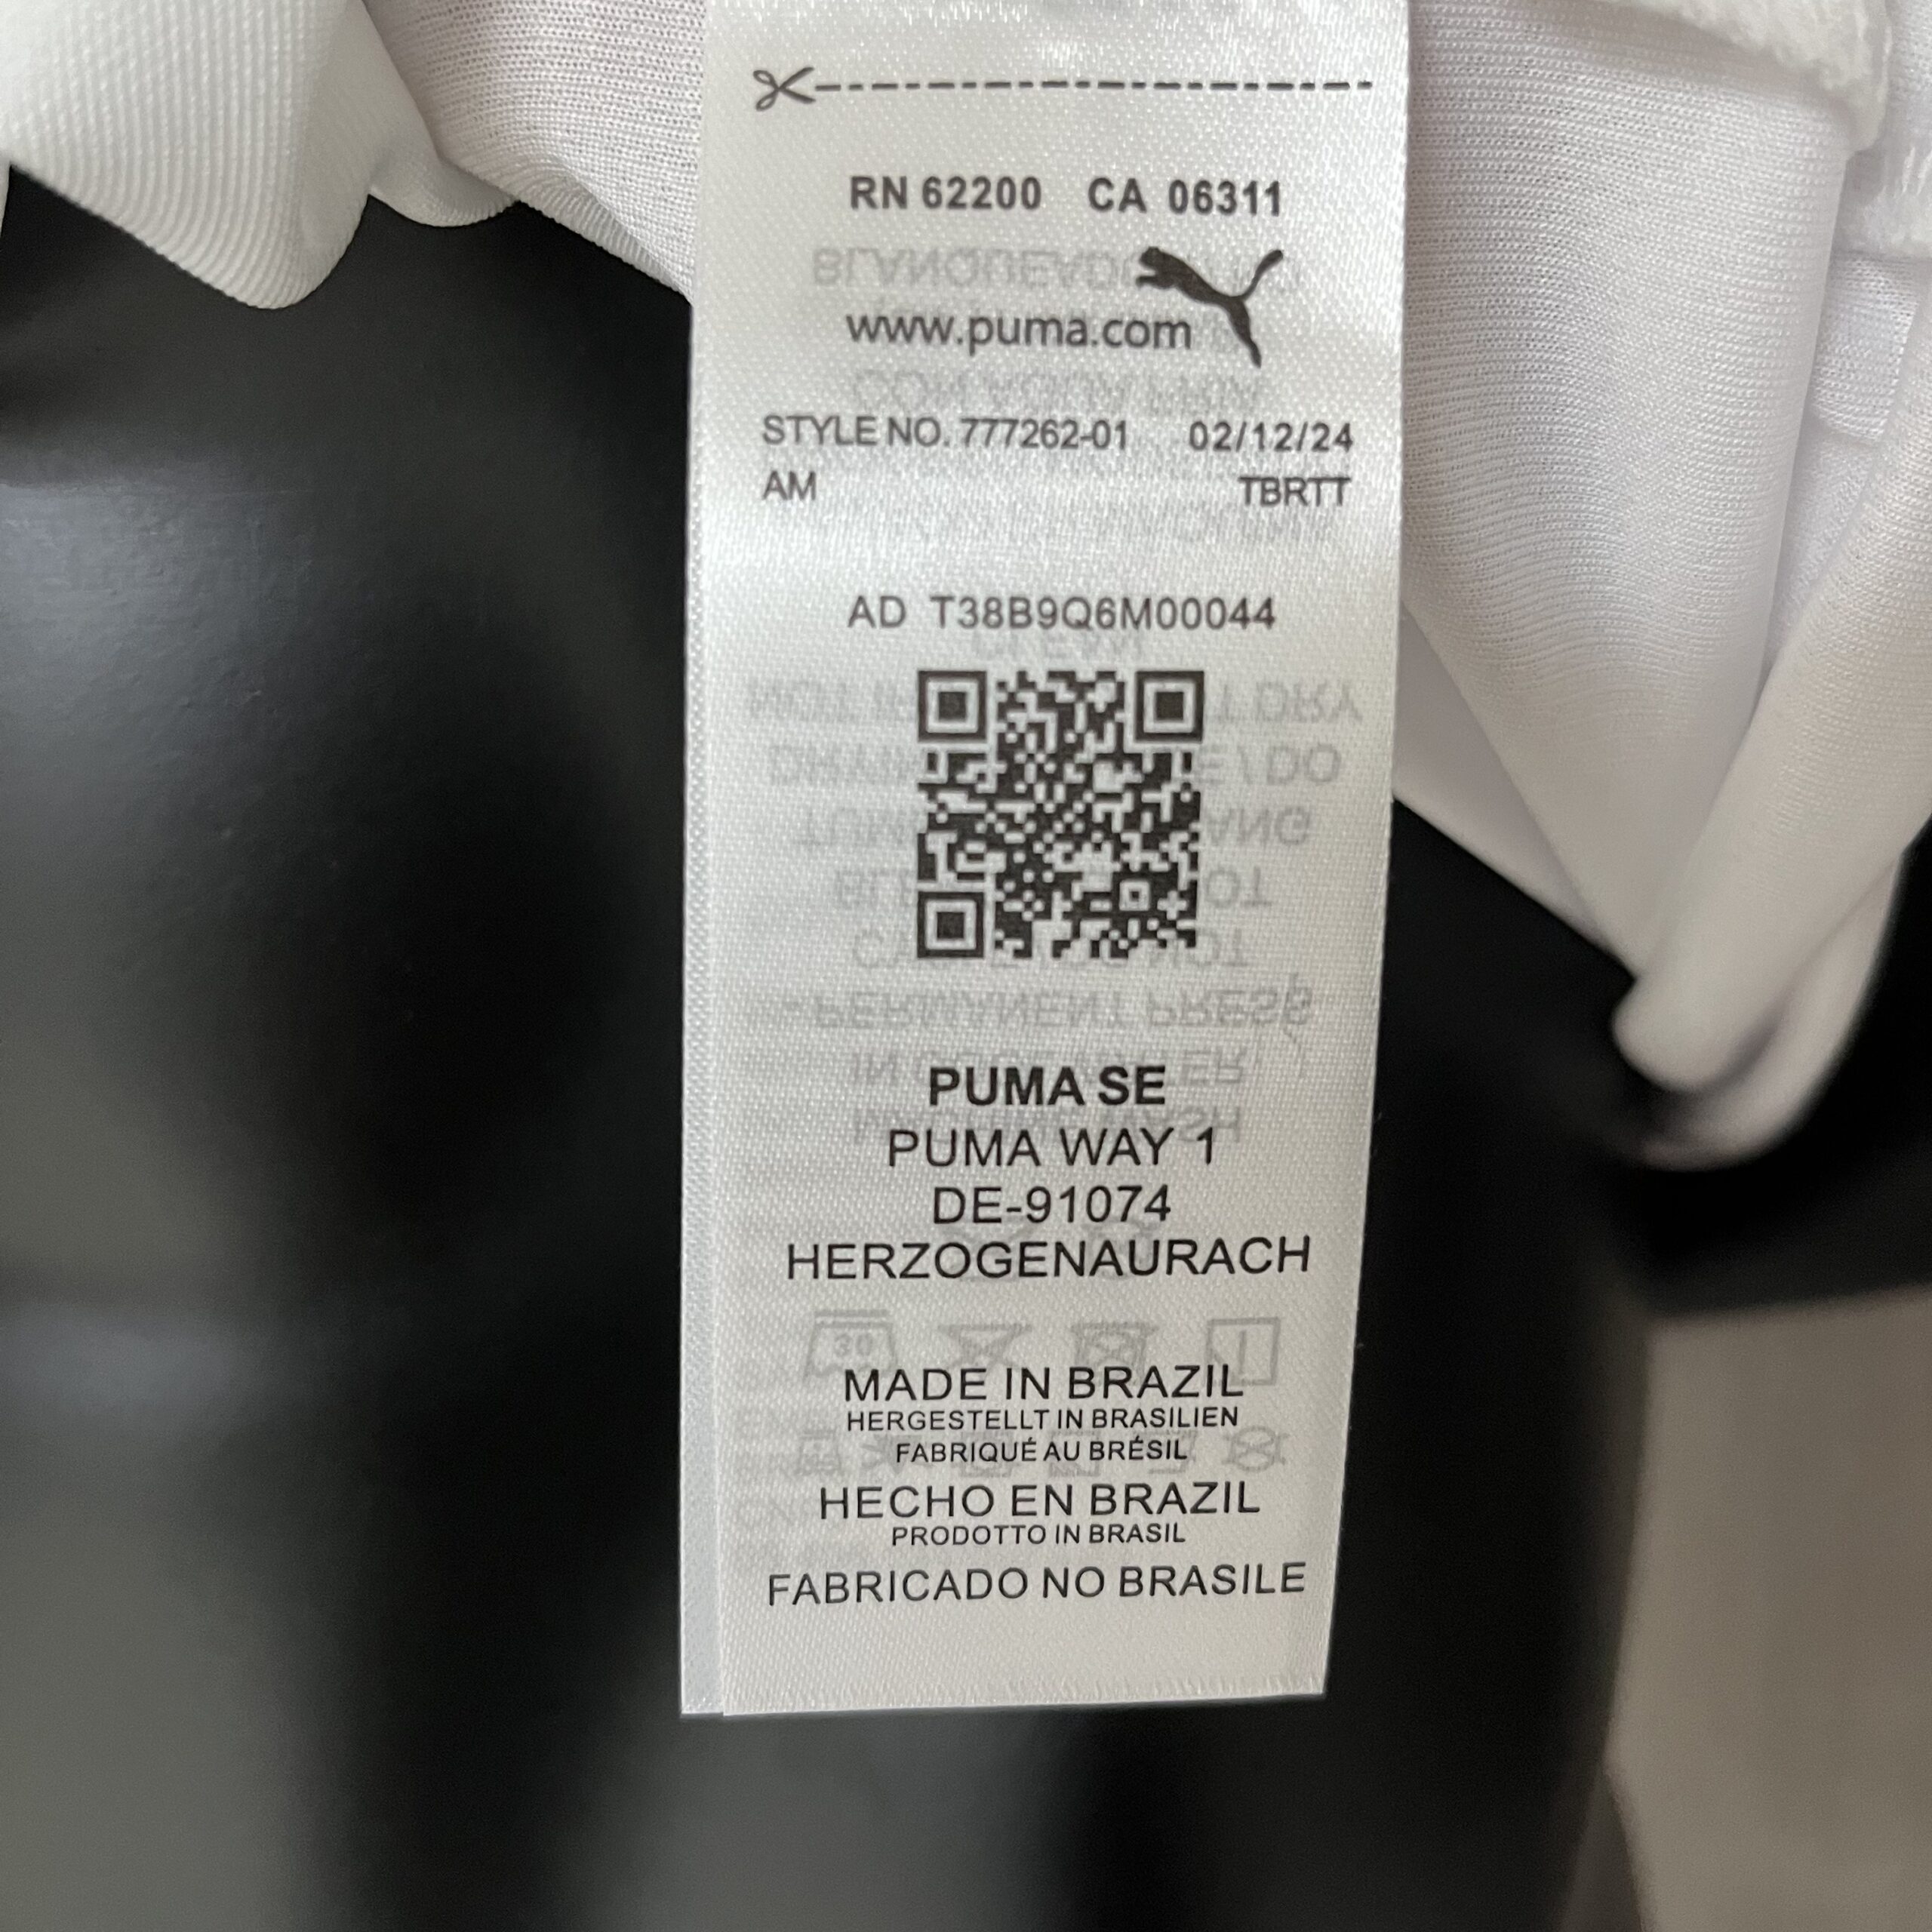 RN 62200 CA 06311
www.puma.com
STYLE NO. 777262-01 02/12/24
AM TBRTT
AD T38B9Q6M00044
PUMA SE
PUMA WAY 1
DE-91074
HERZOGENAURACH
MADE IN BRAZIL
HERGESTELLT IN BRASILIEN
FABRIQUÉ AU BRÉSIL
HECHO EN BRAZIL
PRODOTTO IN BRASIL
FABRICADO NO BRASILE